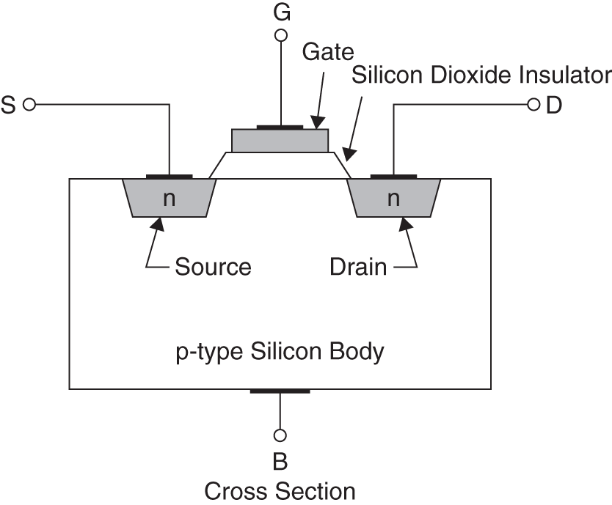 G
Gate
Silicon Dioxide Insulator
S
D
n
n
Source
Drain
p-type Silicon Body
B
Cross Section